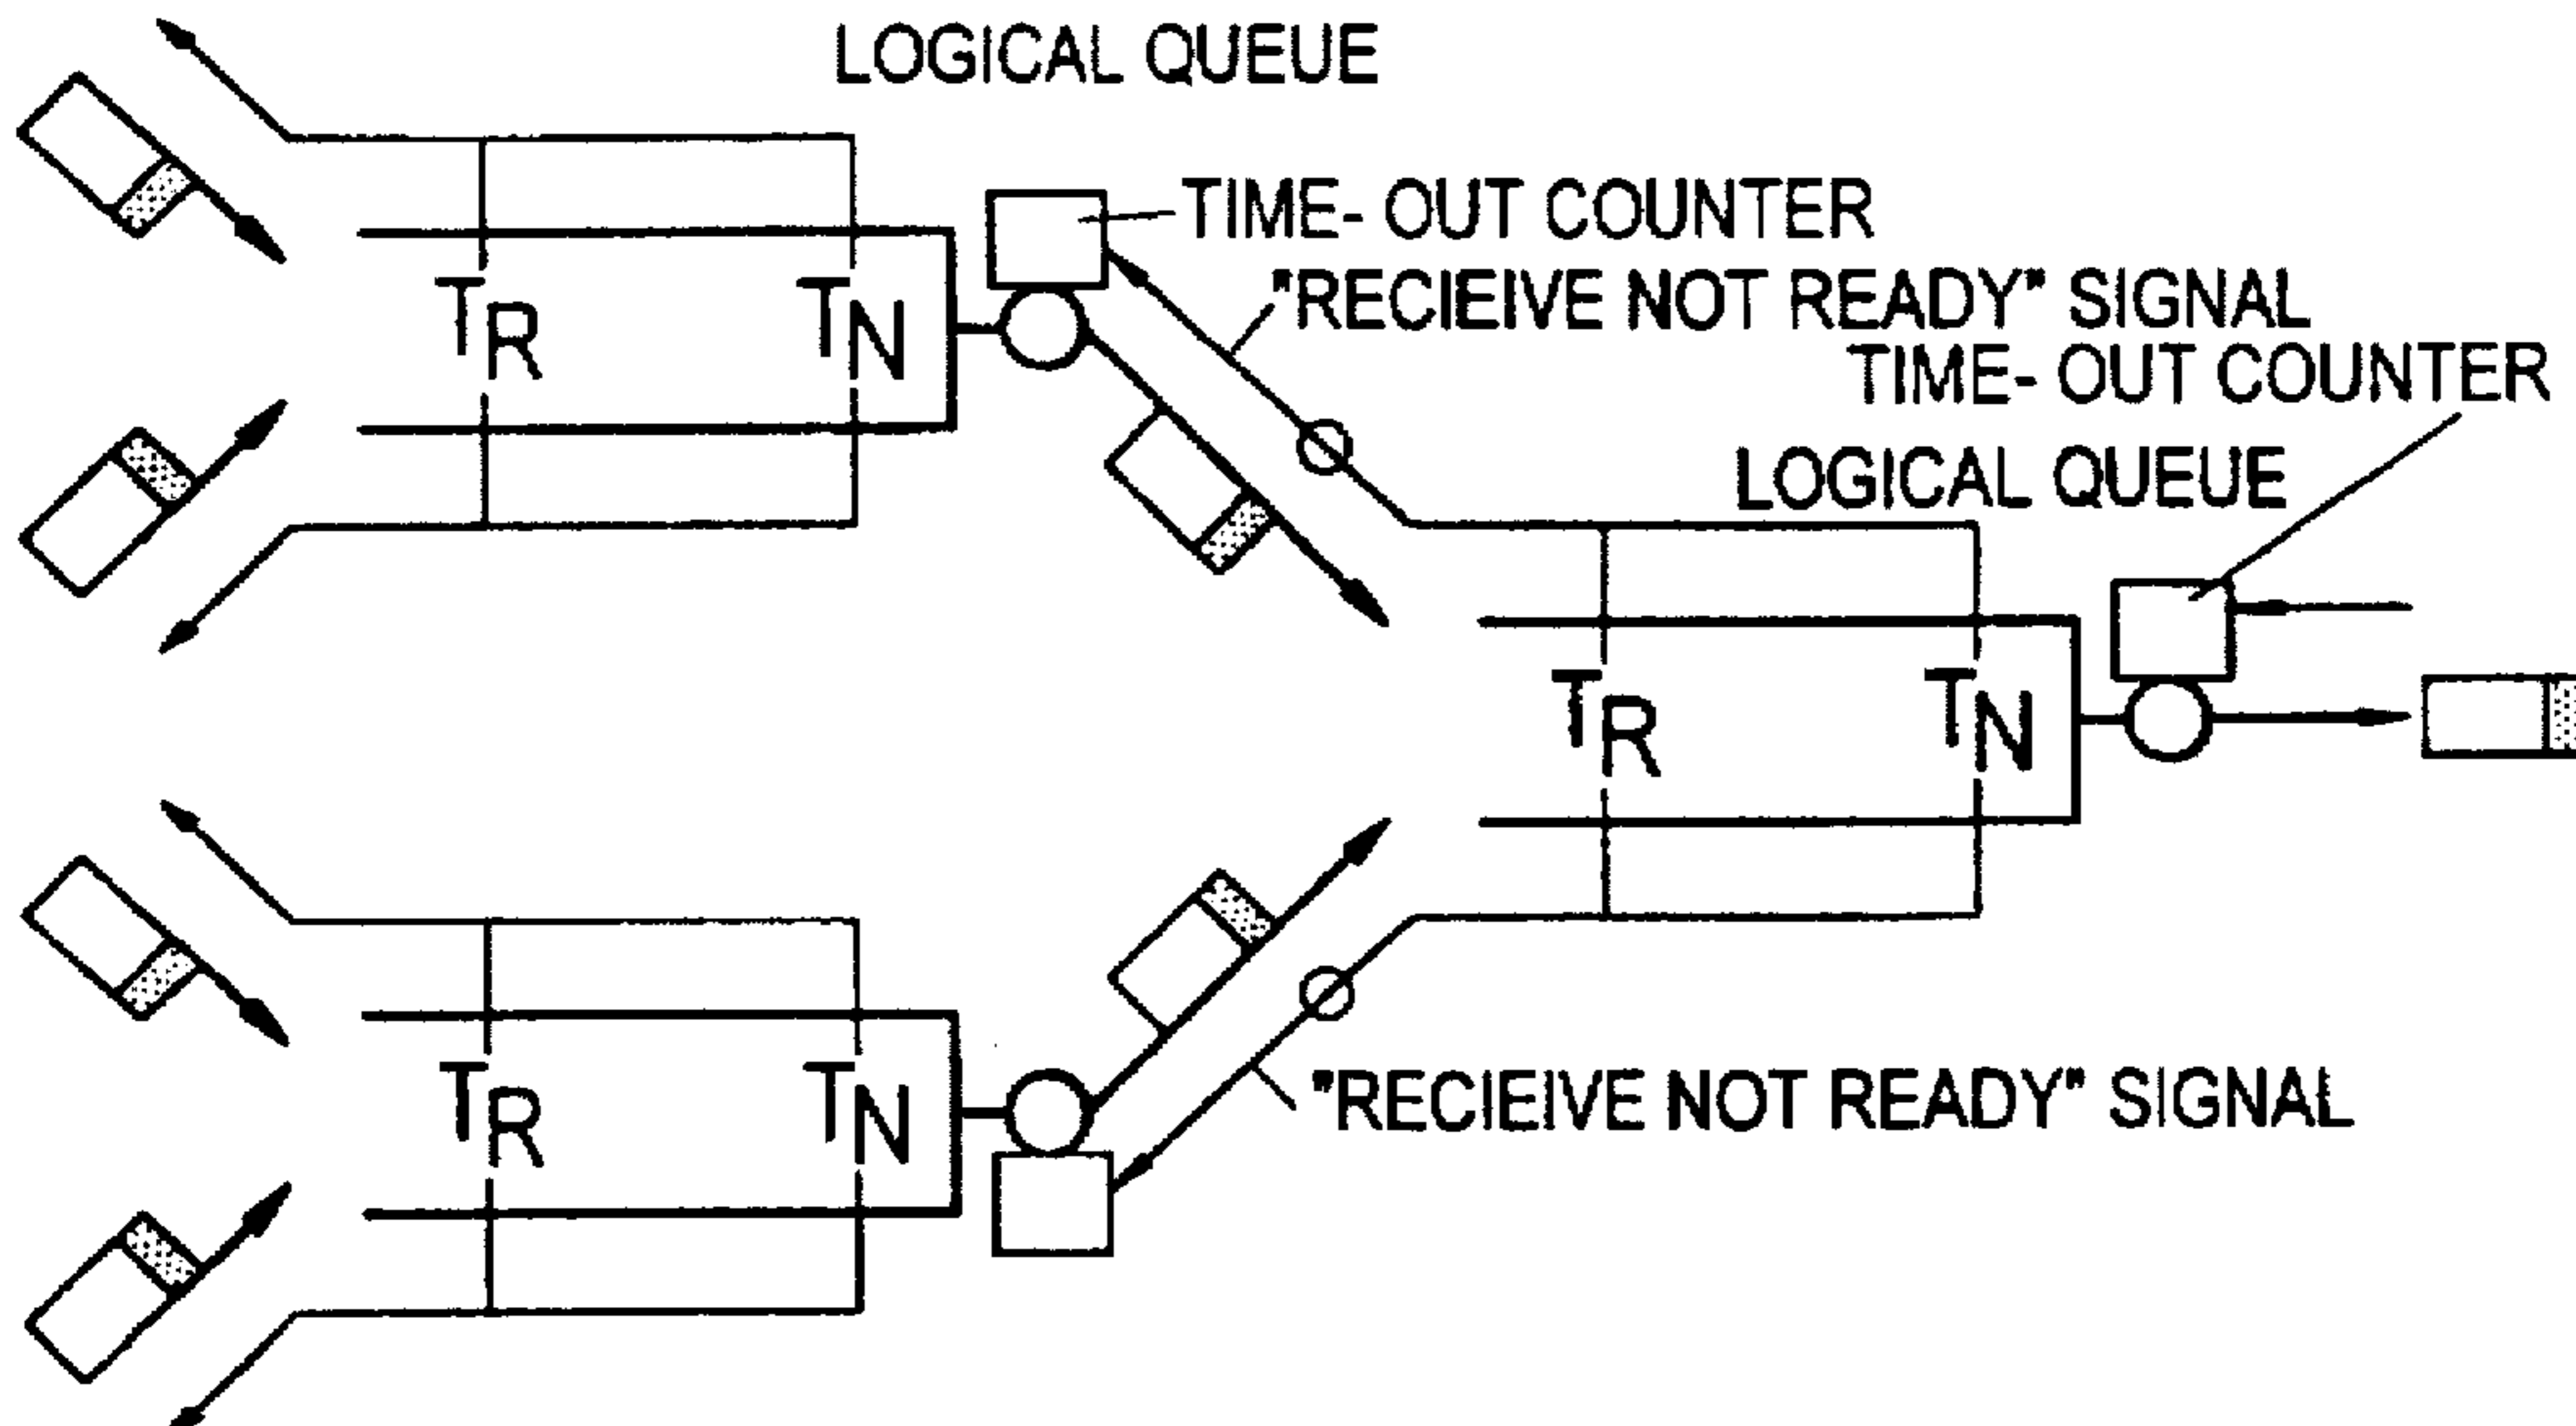 LOGICAL QUEUE
TIME- OUT COUNTER
"RECIEIVE NOT READY" SIGNAL
TIME- OUT COUNTER
LOGICAL QUEUE
TR TN
TR TN
TR TN
"RECIEIVE NOT READY" SIGNAL